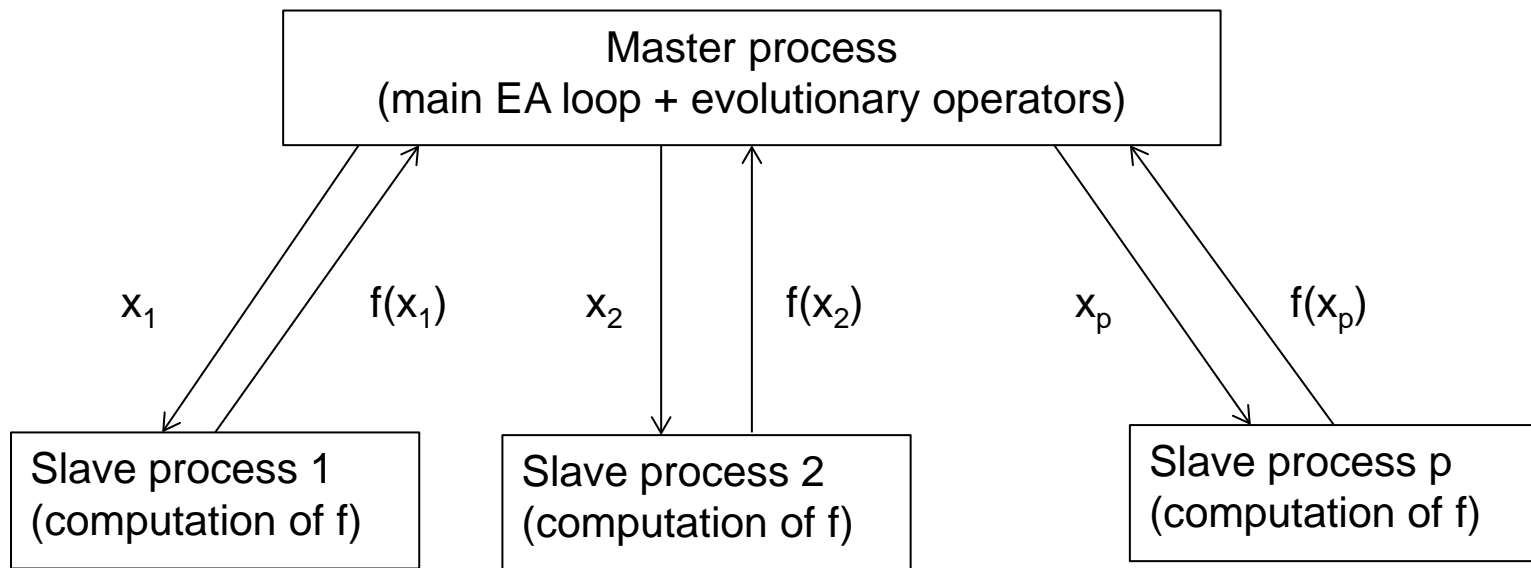 Master process
(main EA loop + evolutionary operators)
x₁
f(x₁)
x₂
f(x₂)
xₚ
f(xₚ)
Slave process 1
(computation of f)
Slave process 2
(computation of f)
Slave process p
(computation of f)